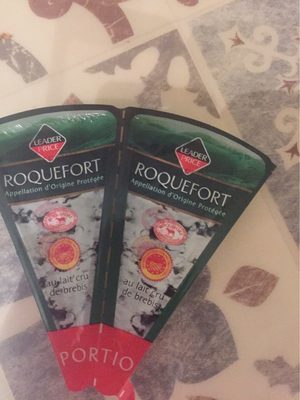 LEADER
PRICE
ROQUEFORT
Appellation d'Origine Protégée
au lait cru
de brebis
LEADER
PRICE
ROQUEFORT
Appellation d'Origine Protégée
au lait cru
de brebis
PORTIO